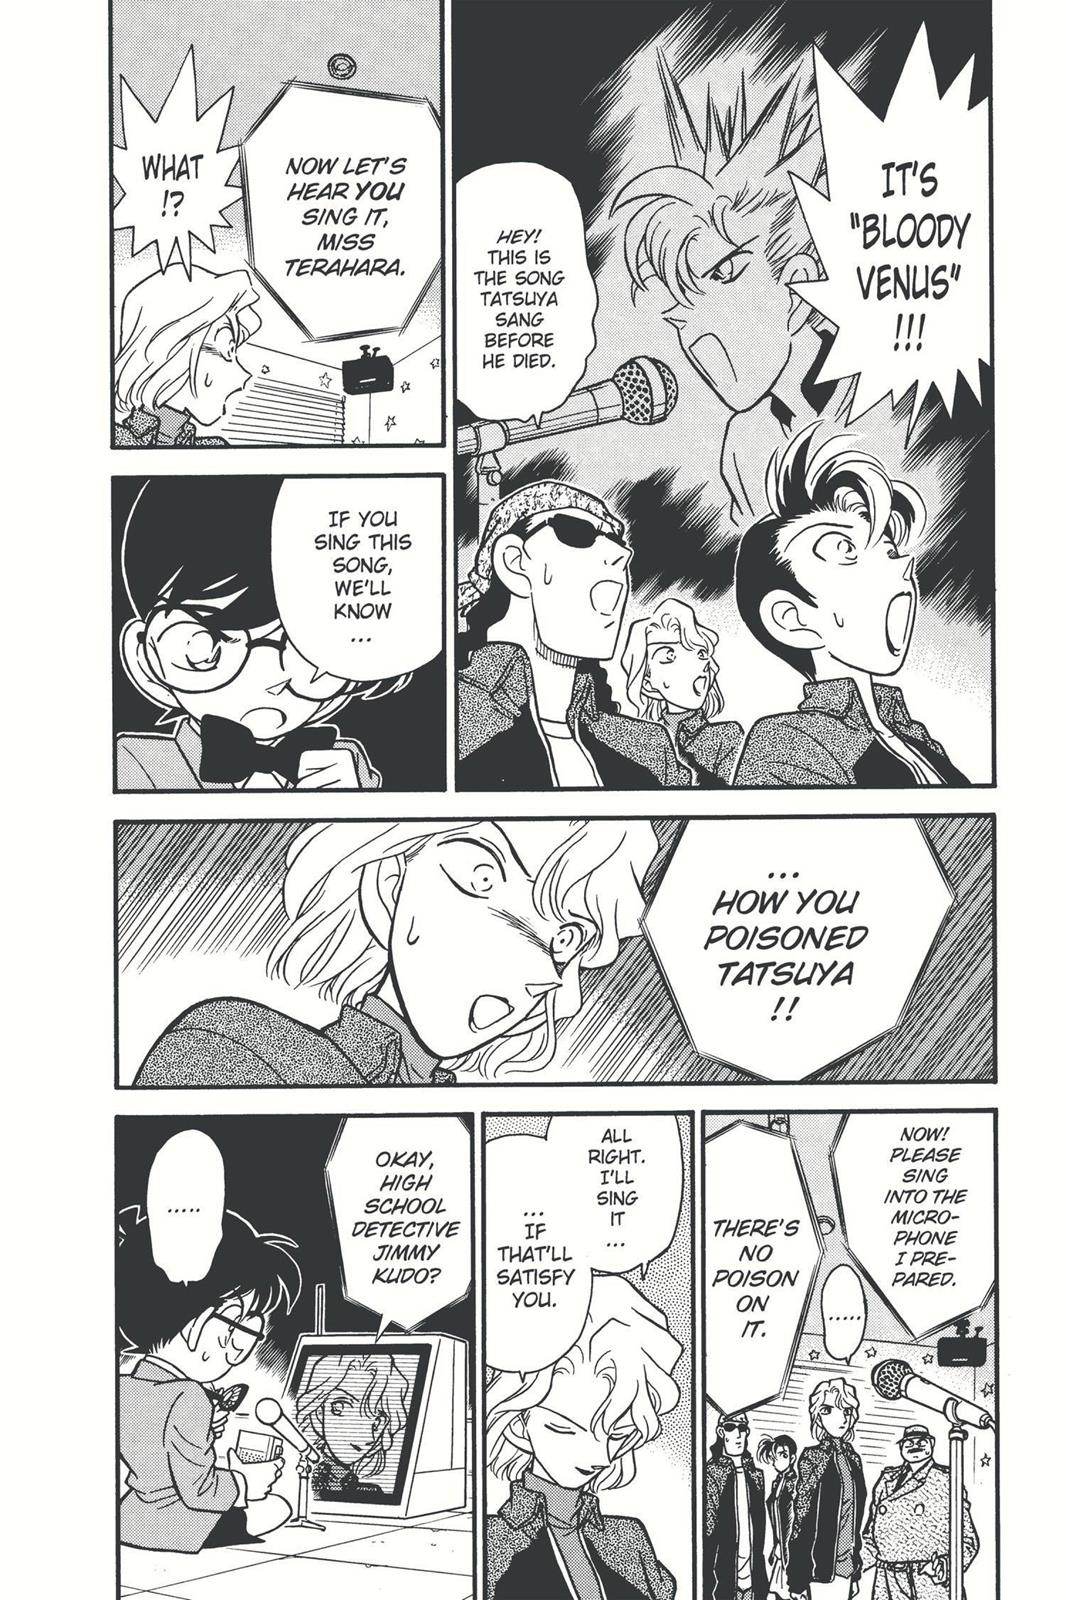 IT'S
"BLOODY
VENUS"
!!!
HEY!
THIS IS
THE SONG
TATSUYA
SANG
BEFORE
HE DIED.
NOW LET'S
HEAR YOU
SING IT,
MISS
TERAHARA.
WHAT
!?
IF YOU
SING THIS
SONG,
WE'LL
KNOW
...
...
HOW YOU
POISONED
TATSUYA
!!
NOW!
PLEASE
SING
INTO THE
MICRO-
PHONE
I PRE-
PARED.
......
THERE'S
NO
POISON
ON
IT.
ALL
RIGHT.
I'LL
SING
IT
...
...
IF
THAT'LL
SATISFY
YOU.
OKAY,
HIGH
SCHOOL
DETECTIVE
JIMMY
KUDO?
.....